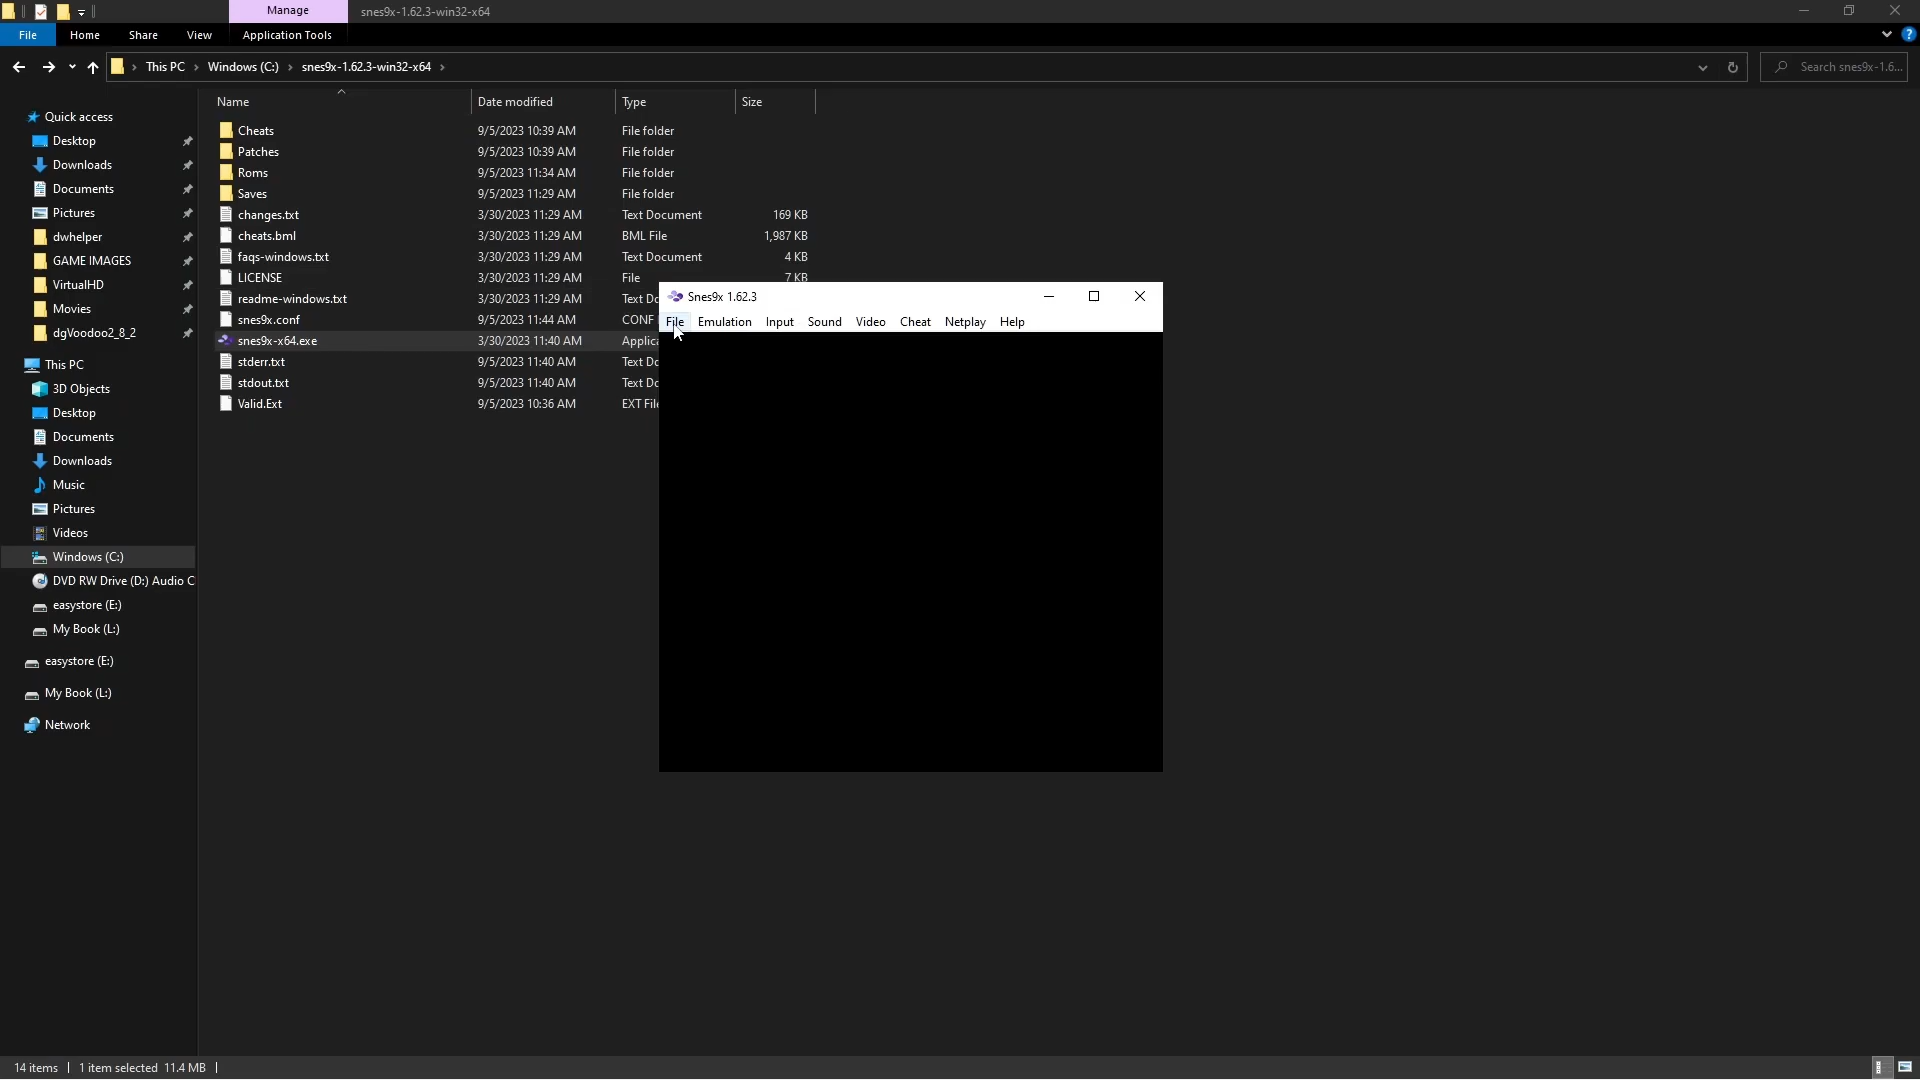 Manage snes9x-1.62.3-win32-x64
File Home Share View Application Tools
This PC Windows (C:) snes9x-1.62.3-win32-x64 Search snes9x-1.6...
Name Date modified Type Size
Quick access
Desktop
Downloads
Documents
Pictures
dwhelper
GAME IMAGES
VirtualHD
Movies
dgVoodoo2_8_2
This PC
3D Objects
Desktop
Documents
Downloads
Music
Pictures
Videos
Windows (C:)
DVD RW Drive (D:) Audio C
easystore (E:)
My Book (L:)
easystore (E:)
My Book (L:)
Network
Cheats 9/5/2023 10:39 AM File folder
Patches 9/5/2023 10:39 AM File folder
Roms 9/5/2023 11:34 AM File folder
Saves 9/5/2023 11:29 AM File folder
changes.txt 3/30/2023 11:29 AM Text Document 169 KB
cheats.bml 3/30/2023 11:29 AM BML File 1,987 KB
faqs-windows.txt 3/30/2023 11:29 AM Text Document 4 KB
LICENSE 3/30/2023 11:29 AM File 7 KB
readme-windows.txt 3/30/2023 11:29 AM Text Do
snes9x.conf 9/5/2023 11:44 AM CONF
snes9x-x64.exe 3/30/2023 11:40 AM Applica
stderr.txt 9/5/2023 11:40 AM Text Do
stdout.txt 9/5/2023 11:40 AM Text Do
Valid.Ext 9/5/2023 10:36 AM EXT File
Snes9x 1.62.3
File Emulation Input Sound Video Cheat Netplay Help
14 items 1 item selected 11.4 MB